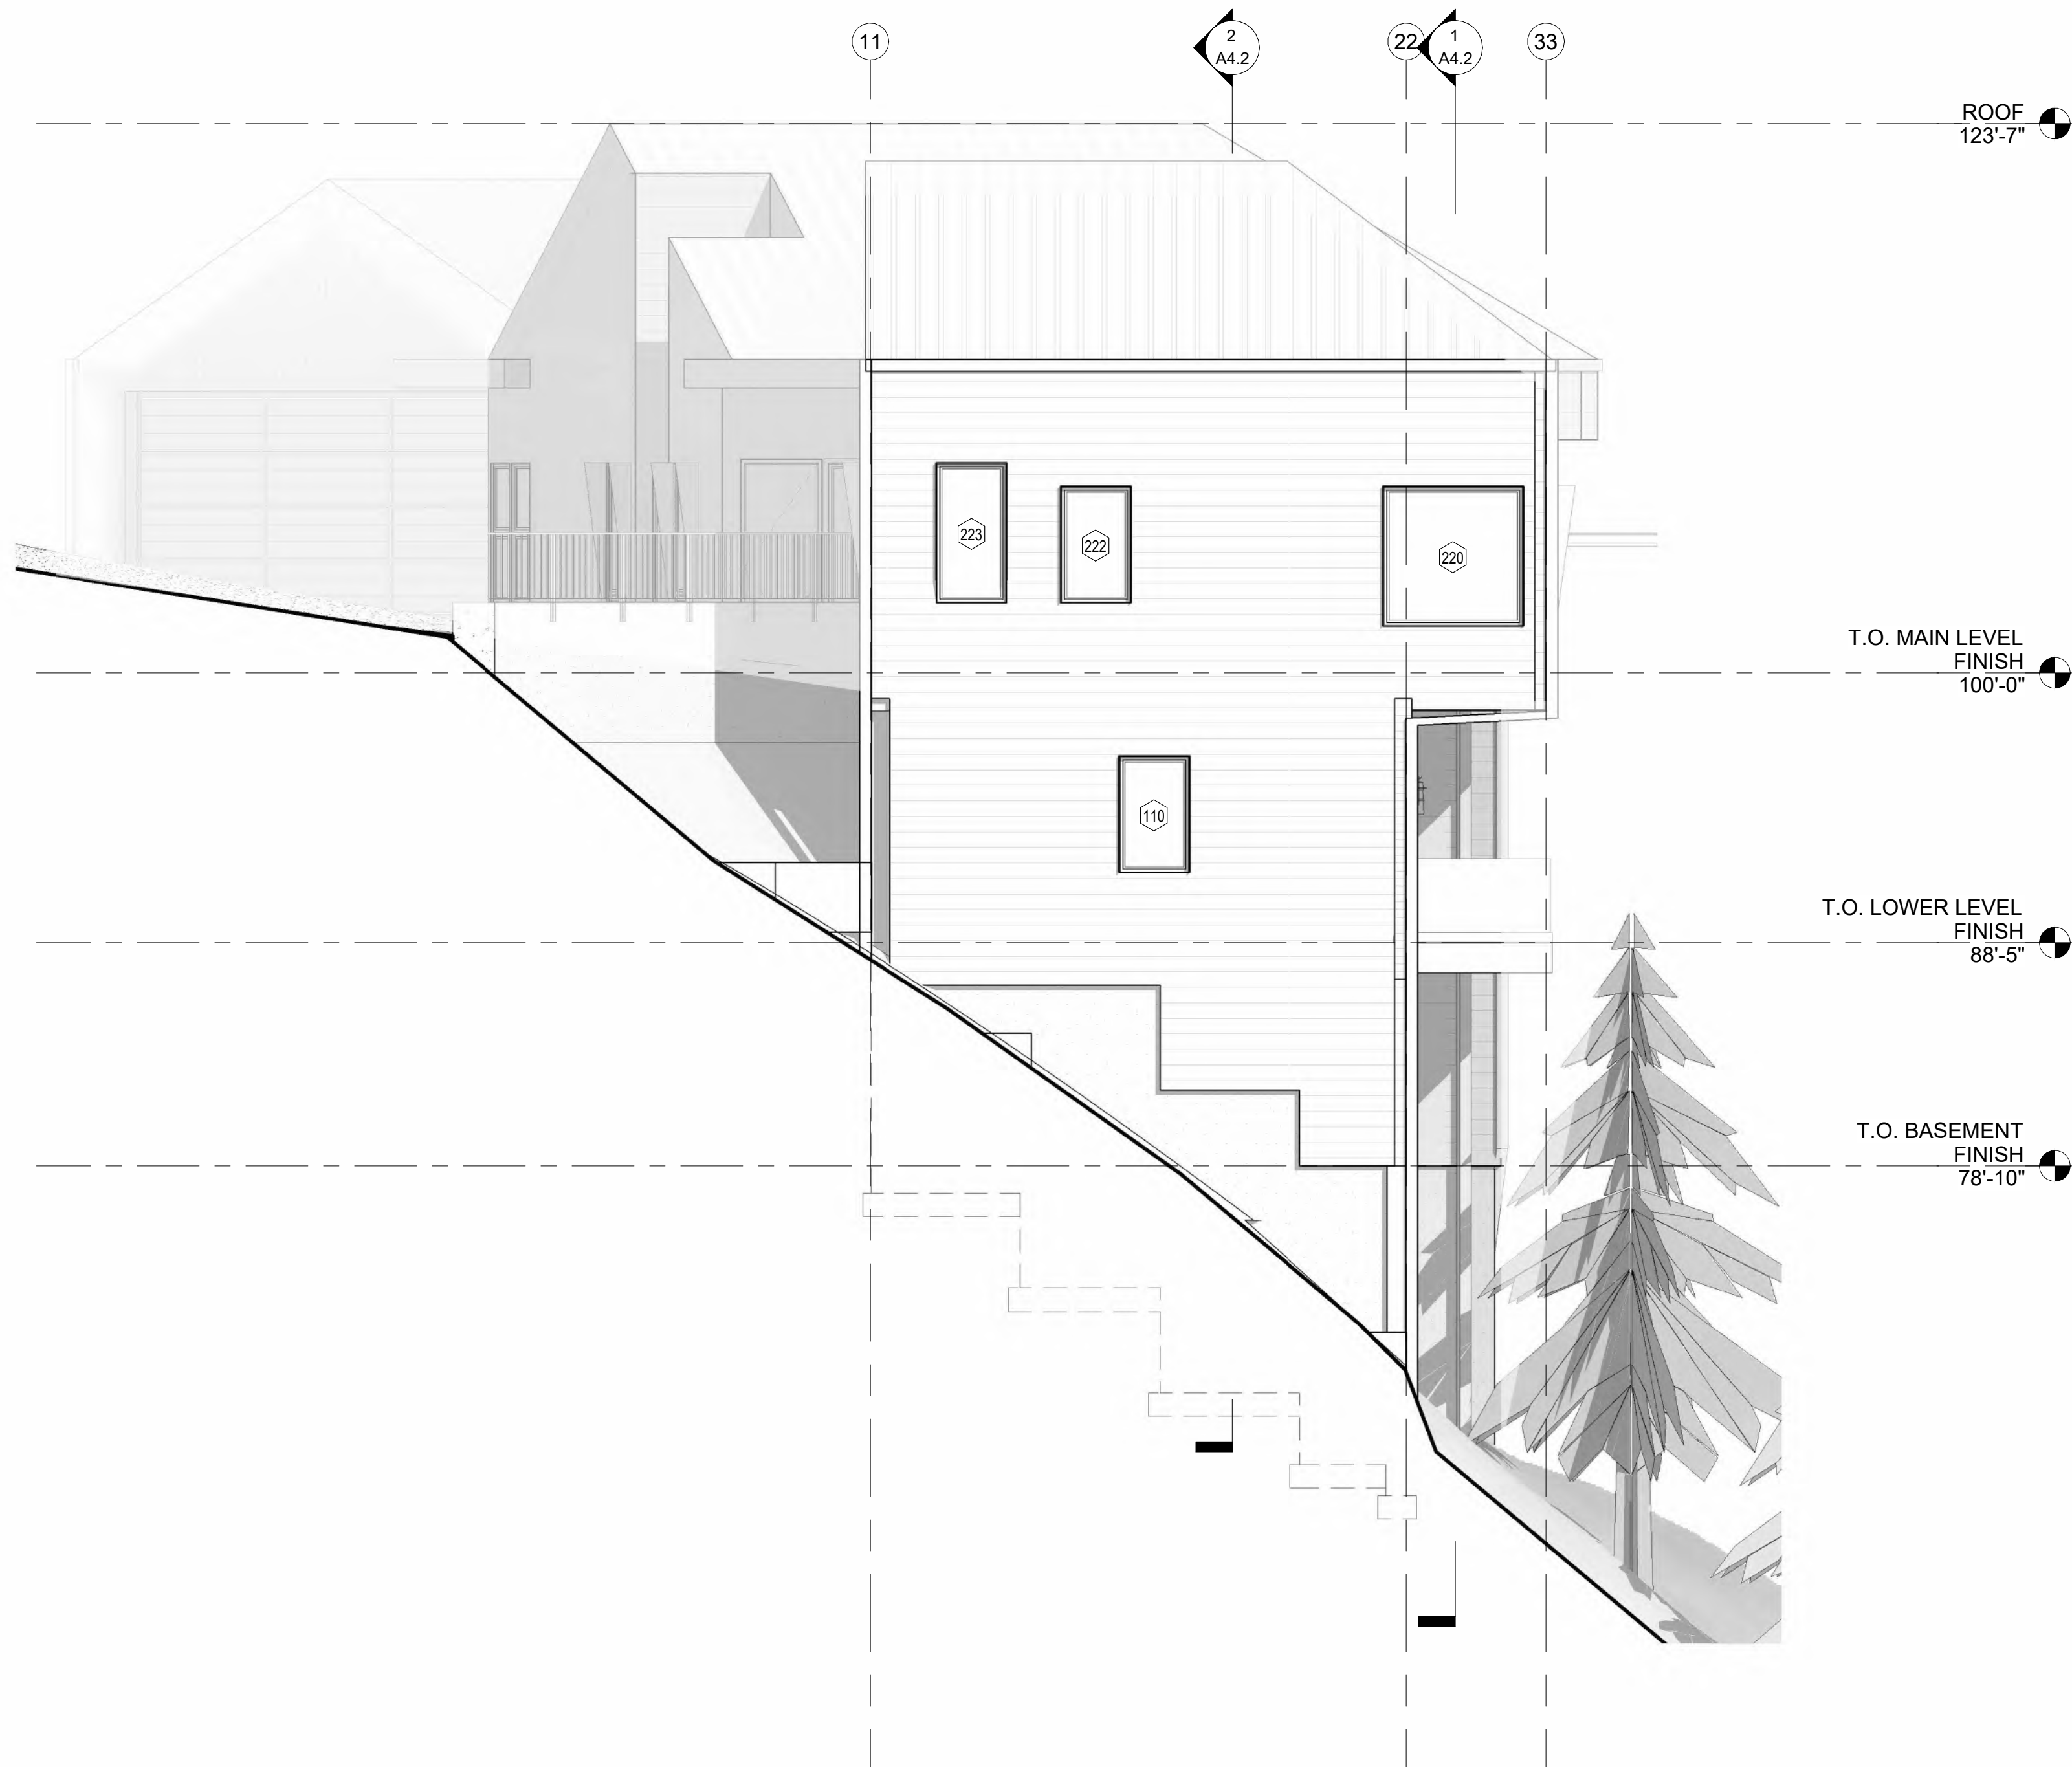 11
2
A4.2
22
1
A4.2
33
ROOF
123'-7"
223
222
220
T.O. MAIN LEVEL
FINISH
100'-0"
110
T.O. LOWER LEVEL
FINISH
88'-5"
T.O. BASEMENT
FINISH
78'-10"